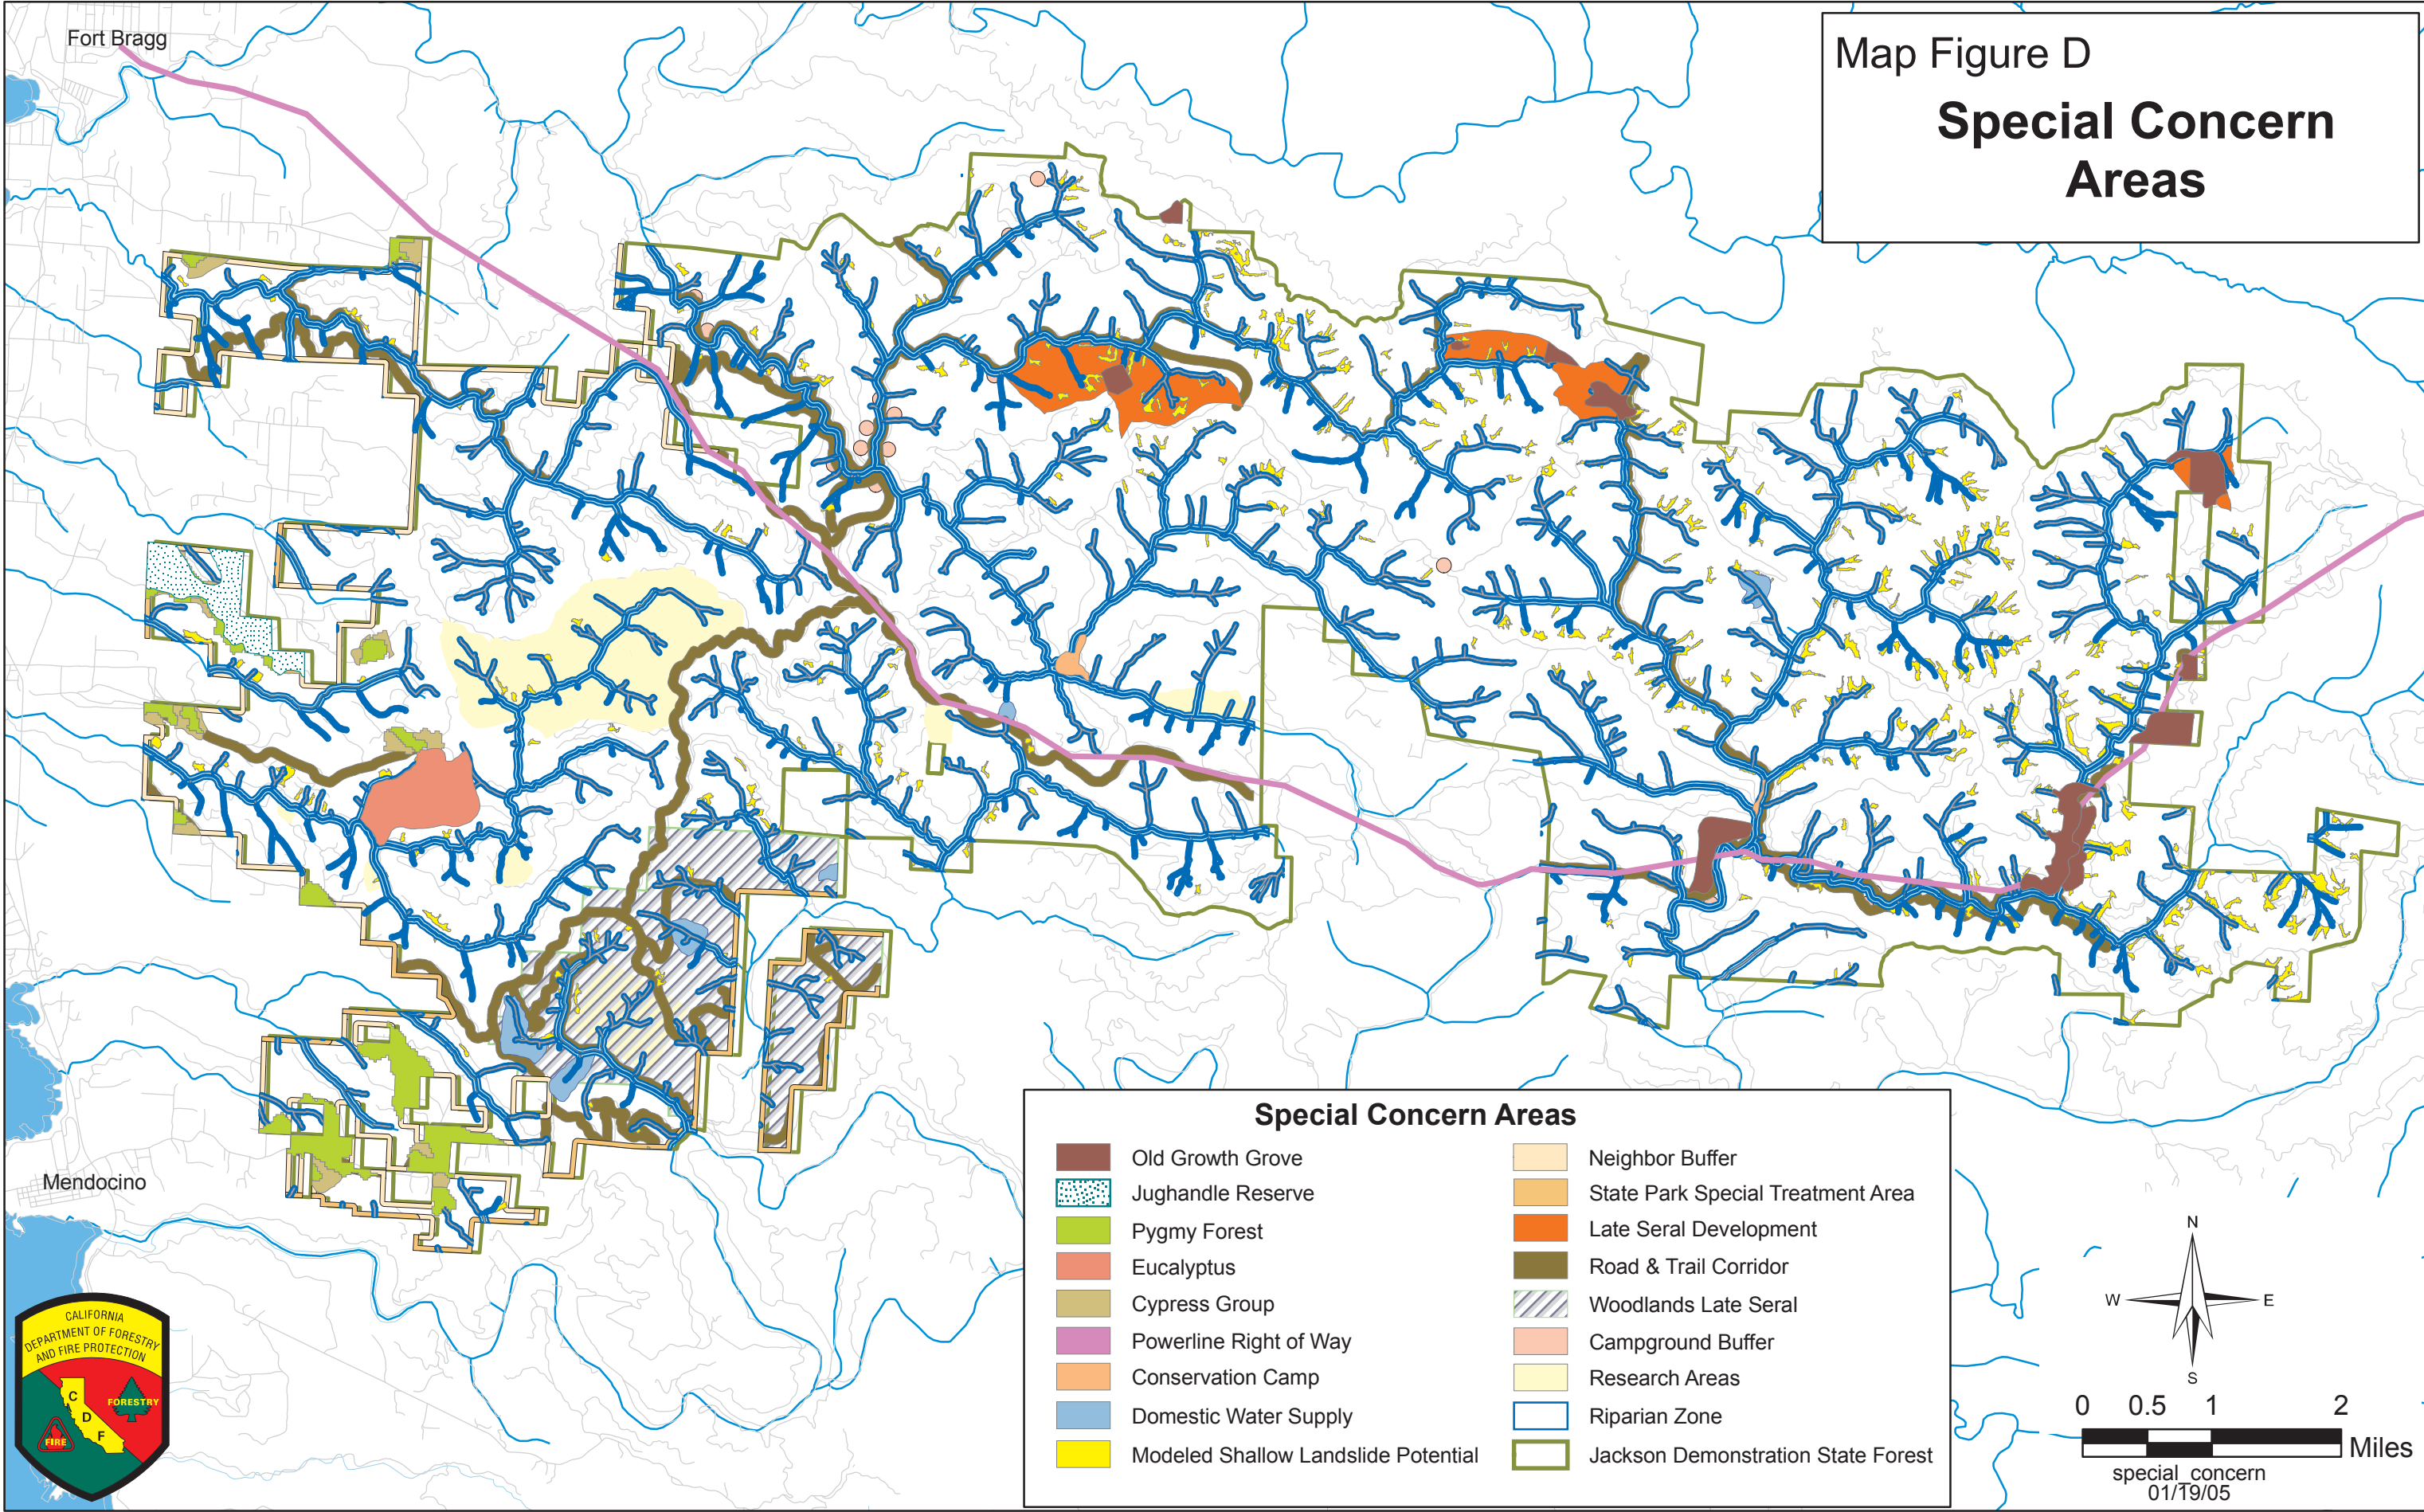 Fort Bragg
Map Figure D
Special Concern
Areas
Mendocino
Special Concern Areas
Old Growth Grove
Jughandle Reserve
Pygmy Forest
Eucalyptus
Cypress Group
Powerline Right of Way
Conservation Camp
Domestic Water Supply
Modeled Shallow Landslide Potential
Neighbor Buffer
State Park Special Treatment Area
Late Seral Development
Road & Trail Corridor
Woodlands Late Seral
Campground Buffer
Research Areas
Riparian Zone
Jackson Demonstration State Forest
N
W E
S
0 0.5 1 2
Miles
special_concern
01/19/05
CALIFORNIA
DEPARTMENT OF FORESTRY
AND FIRE PROTECTION
C
D
F
FORESTRY
FIRE